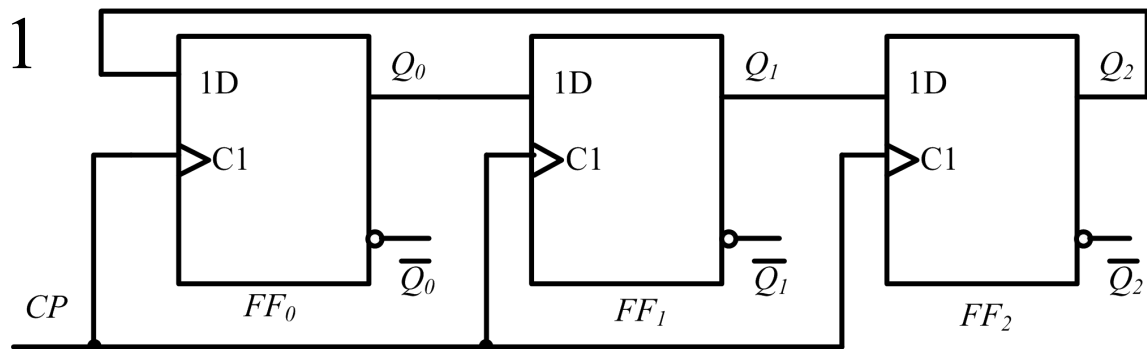 1
Q0 Q1 Q2
1D 1D 1D
C1 C1 C1
Q̅0 Q̅1 Q̅2
CP FF0 FF1 FF2